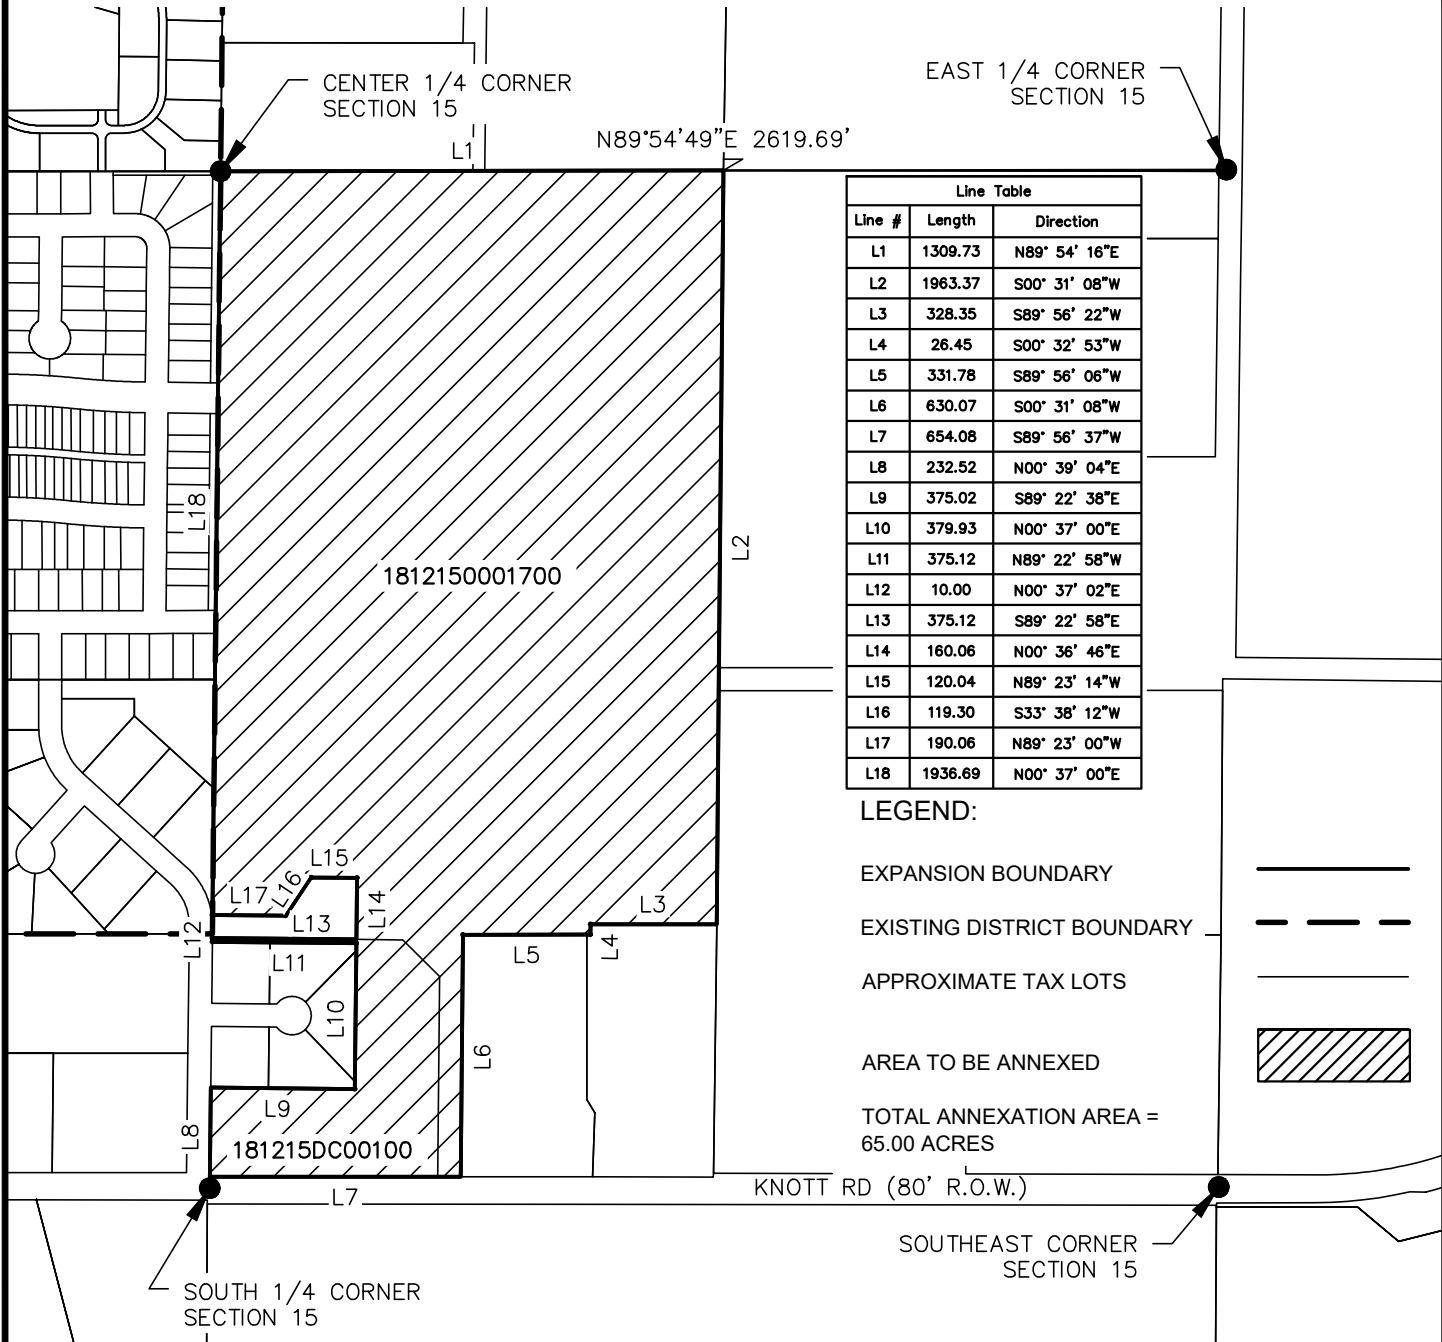 CENTER 1/4 CORNER
SECTION 15
EAST 1/4 CORNER
SECTION 15
N89°54'49"E 2619.69'
L1
Line Table
Line # Length Direction
L1 1309.73 N89° 54' 16"E
L2 1963.37 S00° 31' 08"W
L3 328.35 S89° 56' 22"W
L4 26.45 S00° 32' 53"W
L5 331.78 S89° 56' 06"W
L6 630.07 S00° 31' 08"W
L7 654.08 S89° 56' 37"W
L8 232.52 N00° 39' 04"E
L9 375.02 S89° 22' 38"E
L10 379.93 N00° 37' 00"E
L11 375.12 N89° 22' 58"W
L12 10.00 N00° 37' 02"E
L13 375.12 S89° 22' 58"E
L14 160.06 N00° 36' 46"E
L15 120.04 N89° 23' 14"W
L16 119.30 S33° 38' 12"W
L17 190.06 N89° 23' 00"W
L18 1936.69 N00° 37' 00"E
L18
L2
1812150001700
LEGEND:
EXPANSION BOUNDARY
EXISTING DISTRICT BOUNDARY
APPROXIMATE TAX LOTS
AREA TO BE ANNEXED
TOTAL ANNEXATION AREA =
65.00 ACRES
L15
L16
L17
L14
L13
L12
L3
L4
L5
L11
L10
L6
L9
L8
181215DC00100
L7
KNOTT RD (80' R.O.W.)
SOUTHEAST CORNER
SECTION 15
SOUTH 1/4 CORNER
SECTION 15